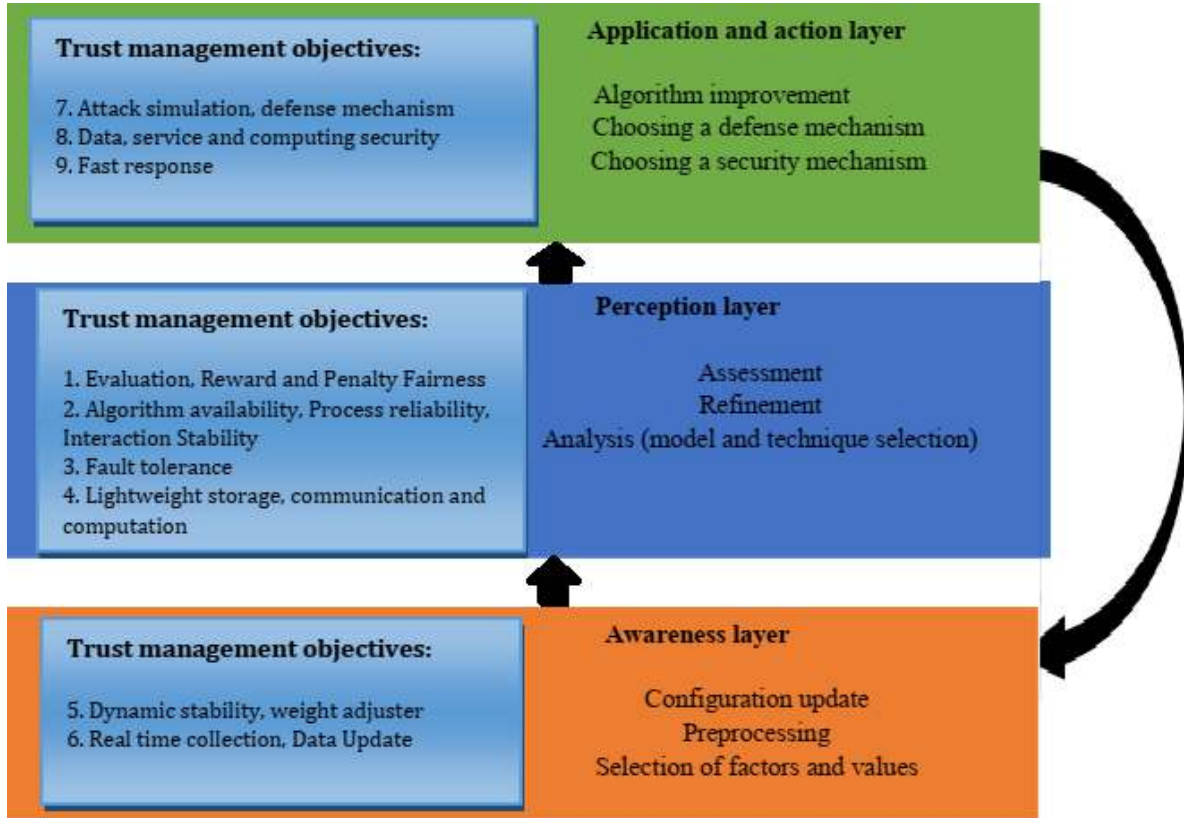 Trust management objectives:
7. Attack simulation, defense mechanism
8. Data, service and computing security
9. Fast response
Application and action layer
Algorithm improvement
Choosing a defense mechanism
Choosing a security mechanism
Trust management objectives:
1. Evaluation, Reward and Penalty Fairness
2. Algorithm availability, Process reliability,
Interaction Stability
3. Fault tolerance
4. Lightweight storage, communication and
computation
Perception layer
Assessment
Refinement
Analysis (model and technique selection)
Trust management objectives:
5. Dynamic stability, weight adjuster
6. Real time collection, Data Update
Awareness layer
Configuration update
Preprocessing
Selection of factors and values